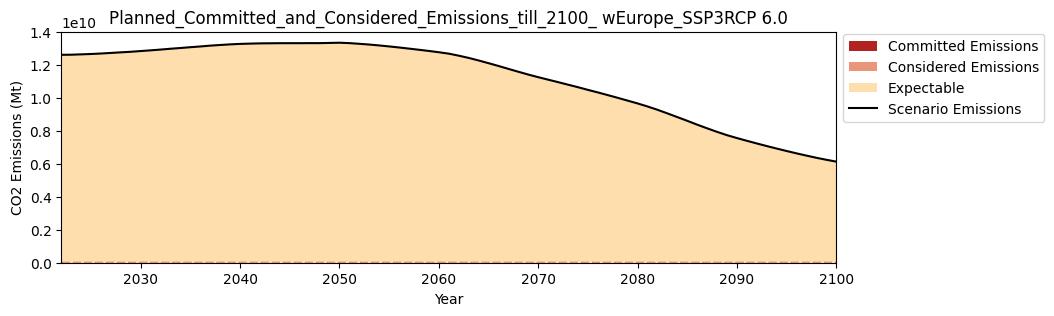 Planned_Committed_and_Considered_Emissions_till_2100_ wEurope_SSP3RCP 6.0
1e10
1.4
1.2
1.0
0.8
0.6
0.4
0.2
0.0
CO2 Emissions (Mt)
2030 2040 2050 2060 2070 2080 2090 2100
Year
Committed Emissions
Considered Emissions
Expectable
Scenario Emissions